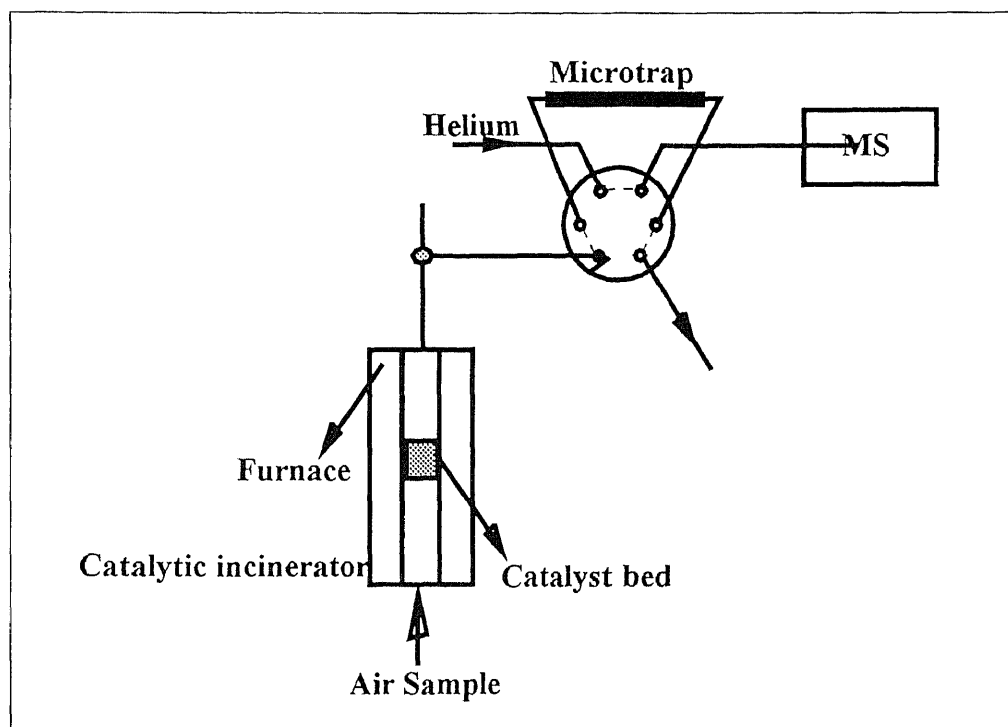 Microtrap
Helium
MS
Furnace
Catalytic incinerator
Catalyst bed
Air Sample